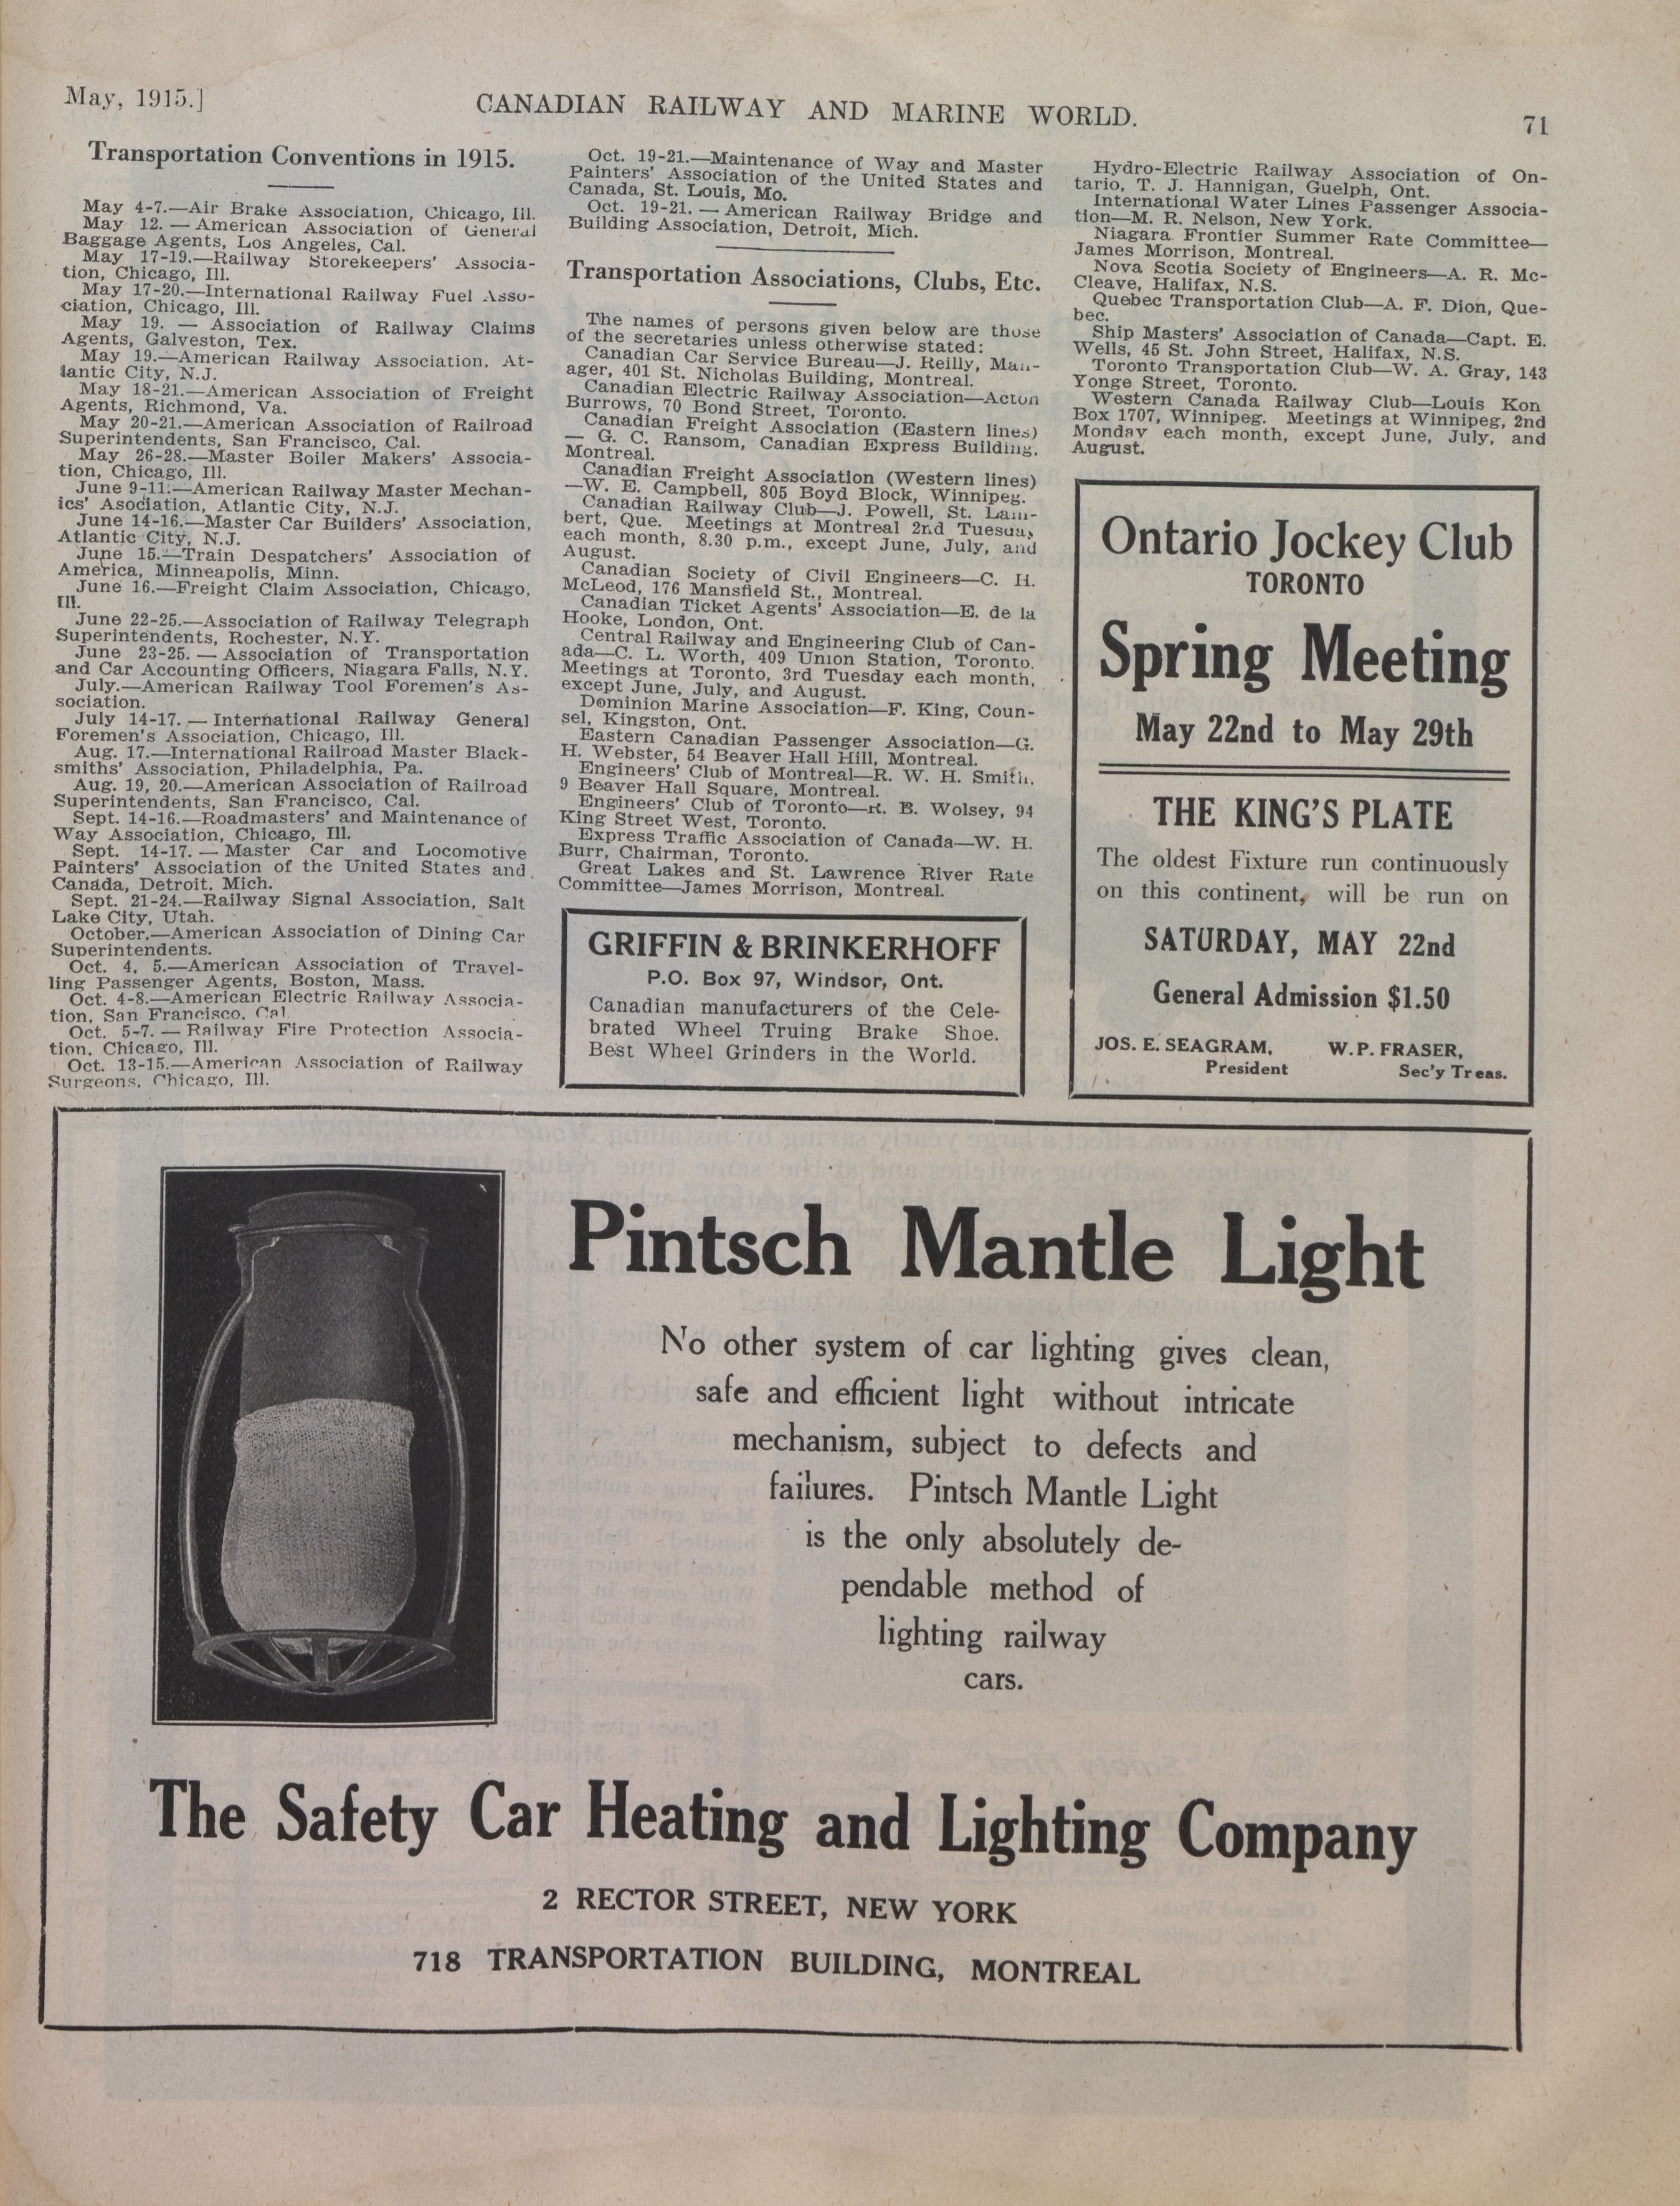 May, 1915.]
CANADIAN RAILWAY AND MARINE WORLD.
71
Transportation Conventions in 1915.
May 4-7.—Air Brake Association, Chicago, Ill.
May 12. — American Association of General
Baggage Agents, Los Angeles, Cal.
May 17-19.—Railway Storekeepers' Associa-
tion, Chicago, Ill.
May 17-20.—International Railway Fuel Asso-
ciation, Chicago, Ill.
May 19. — Association of Railway Claims
Agents, Galveston, Tex.
May 19.—American Railway Association, At-
lantic City, N.J.
May 18-21.—American Association of Freight
Agents, Richmond, Va.
May 20-21.—American Association of Railroad
Superintendents, San Francisco, Cal.
May 26-28.—Master Boiler Makers' Associa-
tion, Chicago, Ill.
June 9-11.—American Railway Master Mechan-
ics' Asodiation, Atlantic City, N.J.
June 14-16.—Master Car Builders' Association,
Atlantic City, N.J.
June 15.—Train Despatchers' Association of
America, Minneapolis, Minn.
June 16.—Freight Claim Association, Chicago,
Ill.
June 22-25.—Association of Railway Telegraph
Superintendents, Rochester, N.Y.
June 23-25. — Association of Transportation
and Car Accounting Officers, Niagara Falls, N.Y.
July.—American Railway Tool Foremen's As-
sociation.
July 14-17. — International Railway General
Foremen's Association, Chicago, Ill.
Aug. 17.—International Railroad Master Black-
smiths' Association, Philadelphia, Pa.
Aug. 19, 20.—American Association of Railroad
Superintendents, San Francisco, Cal.
Sept. 14-16.—Roadmasters' and Maintenance of
Way Association, Chicago, Ill.
Sept. 14-17. — Master Car and Locomotive
Painters' Association of the United States and
Canada, Detroit. Mich.
Sept. 21-24.—Railway Signal Association, Salt
Lake City, Utah.
October.—American Association of Dining Car
Superintendents.
Oct. 4, 5.—American Association of Travel-
ling Passenger Agents, Boston, Mass.
Oct. 4-8.—American Electric Railway Associa-
tion, San Francisco, Cal.
Oct. 5-7. — Railway Fire Protection Associa-
tion, Chicago, Ill.
Oct. 13-15.—American Association of Railway
Surgeons, Chicago, Ill.
Oct. 19-21.—Maintenance of Way and Master
Painters' Association of the United States and
Canada, St. Louis, Mo.
Oct. 19-21. — American Railway Bridge and
Building Association, Detroit, Mich.
Transportation Associations, Clubs, Etc.
The names of persons given below are those
of the secretaries unless otherwise stated:
Canadian Car Service Bureau—J. Reilly, Man-
ager, 401 St. Nicholas Building, Montreal.
Canadian Electric Railway Association—Acton
Burrows, 70 Bond Street, Toronto.
Canadian Freight Association (Eastern lines)
— G. C. Ransom, Canadian Express Building,
Montreal.
Canadian Freight Association (Western lines)
—W. E. Campbell, 805 Boyd Block, Winnipeg.
Canadian Railway Club—J. Powell, St. Lam-
bert, Que. Meetings at Montreal 2nd Tuesday
each month, 8.30 p.m., except June, July, and
August.
Canadian Society of Civil Engineers—C. H.
McLeod, 176 Mansfield St., Montreal.
Canadian Ticket Agents' Association—E. de la
Hooke, London, Ont.
Central Railway and Engineering Club of Can-
ada—C. L. Worth, 409 Union Station, Toronto.
Meetings at Toronto, 3rd Tuesday each month,
except June, July, and August.
Dominion Marine Association—F. King, Coun-
sel, Kingston, Ont.
Eastern Canadian Passenger Association—G.
H. Webster, 54 Beaver Hall Hill, Montreal.
Engineers' Club of Montreal—R. W. H. Smith,
9 Beaver Hall Square, Montreal.
Engineers' Club of Toronto—R. B. Wolsey, 94
King Street West, Toronto.
Express Traffic Association of Canada—W. H.
Burr, Chairman, Toronto.
Great Lakes and St. Lawrence River Rate
Committee—James Morrison, Montreal.
Hydro-Electric Railway Association of On-
tario, T. J. Hannigan, Guelph, Ont.
International Water Lines Passenger Associa-
tion—M. R. Nelson, New York.
Niagara Frontier Summer Rate Committee—
James Morrison, Montreal.
Nova Scotia Society of Engineers—A. R. Mc-
Cleave, Halifax, N.S.
Quebec Transportation Club—A. F. Dion, Que-
bec.
Ship Masters' Association of Canada—Capt. E.
Wells, 45 St. John Street, Halifax, N.S.
Toronto Transportation Club—W. A. Gray, 143
Yonge Street, Toronto.
Western Canada Railway Club—Louis Kon
Box 1707, Winnipeg. Meetings at Winnipeg, 2nd
Monday each month, except June, July, and
August.
GRIFFIN & BRINKERHOFF
P.O. Box 97, Windsor, Ont.
Canadian manufacturers of the Cele-
brated Wheel Truing Brake Shoe.
Best Wheel Grinders in the World.
Ontario Jockey Club
TORONTO
Spring Meeting
May 22nd to May 29th
THE KING'S PLATE
The oldest Fixture run continuously
on this continent, will be run on
SATURDAY, MAY 22nd
General Admission $1.50
JOS. E. SEAGRAM, W. P. FRASER,
President Sec'y Treas.
Pintsch Mantle Light
No other system of car lighting gives clean,
safe and efficient light without intricate
mechanism, subject to defects and
failures. Pintsch Mantle Light
is the only absolutely de-
pendable method of
lighting railway
cars.
The Safety Car Heating and Lighting Company
2 RECTOR STREET, NEW YORK
718 TRANSPORTATION BUILDING, MONTREAL